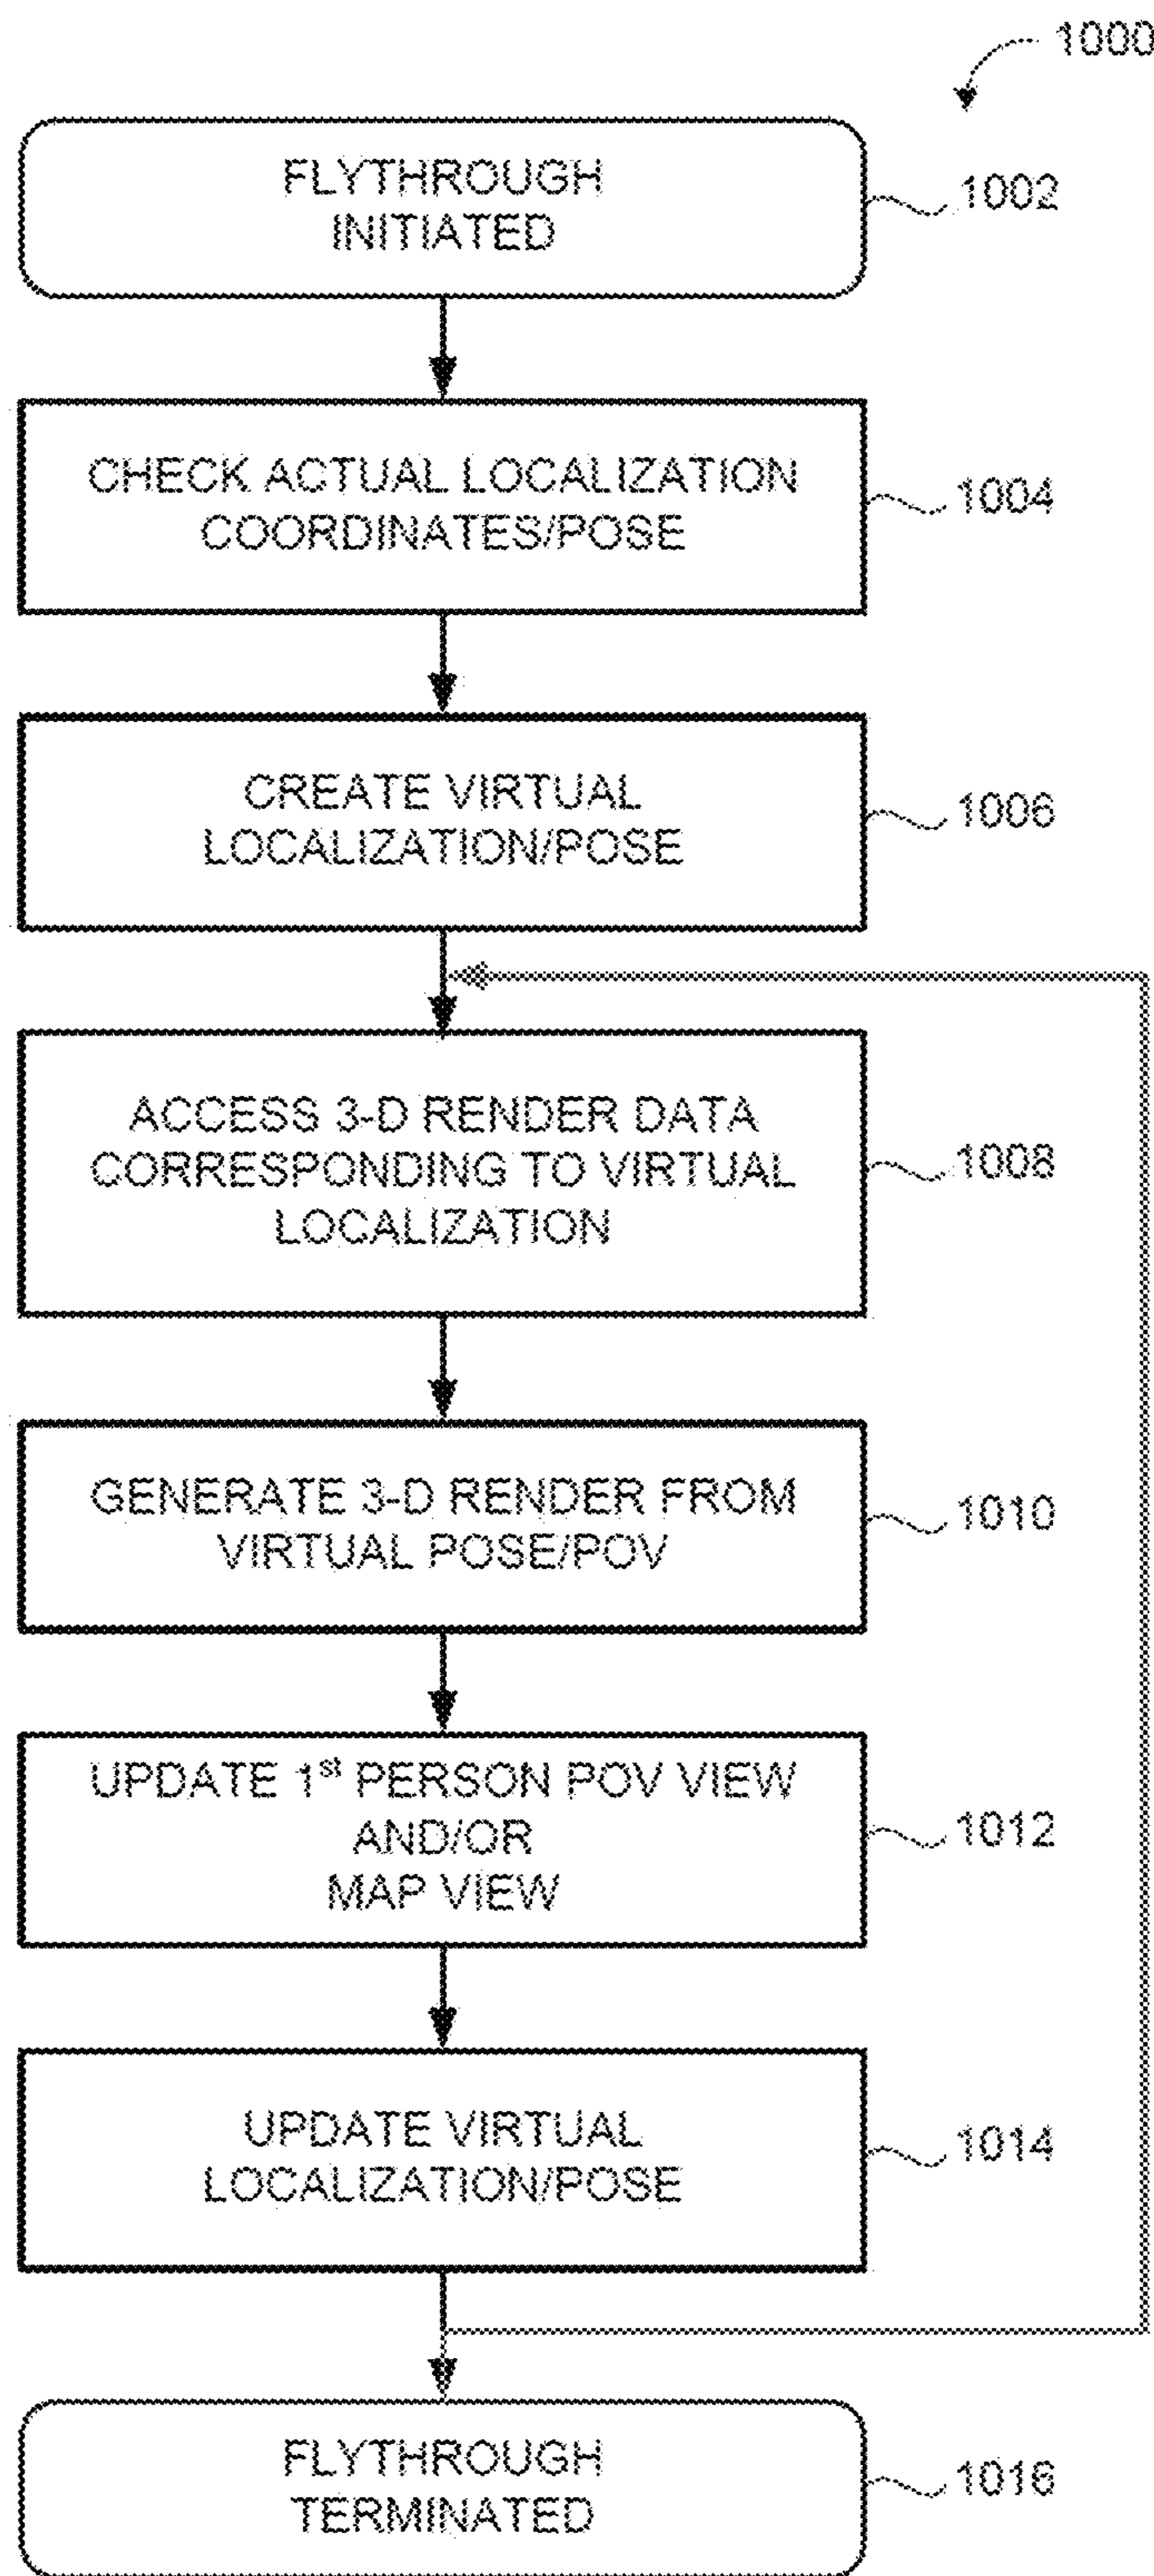 1000
FLYTHROUGH
INITIATED
1002
CHECK ACTUAL LOCALIZATION
COORDINATES/POSE
1004
CREATE VIRTUAL
LOCALIZATION/POSE
1006
ACCESS 3-D RENDER DATA
CORRESPONDING TO VIRTUAL
LOCALIZATION
1008
GENERATE 3-D RENDER FROM
VIRTUAL POSE/POV
1010
UPDATE 1st PERSON POV VIEW
AND/OR
MAP VIEW
1012
UPDATE VIRTUAL
LOCALIZATION/POSE
1014
FLYTHROUGH
TERMINATED
1016